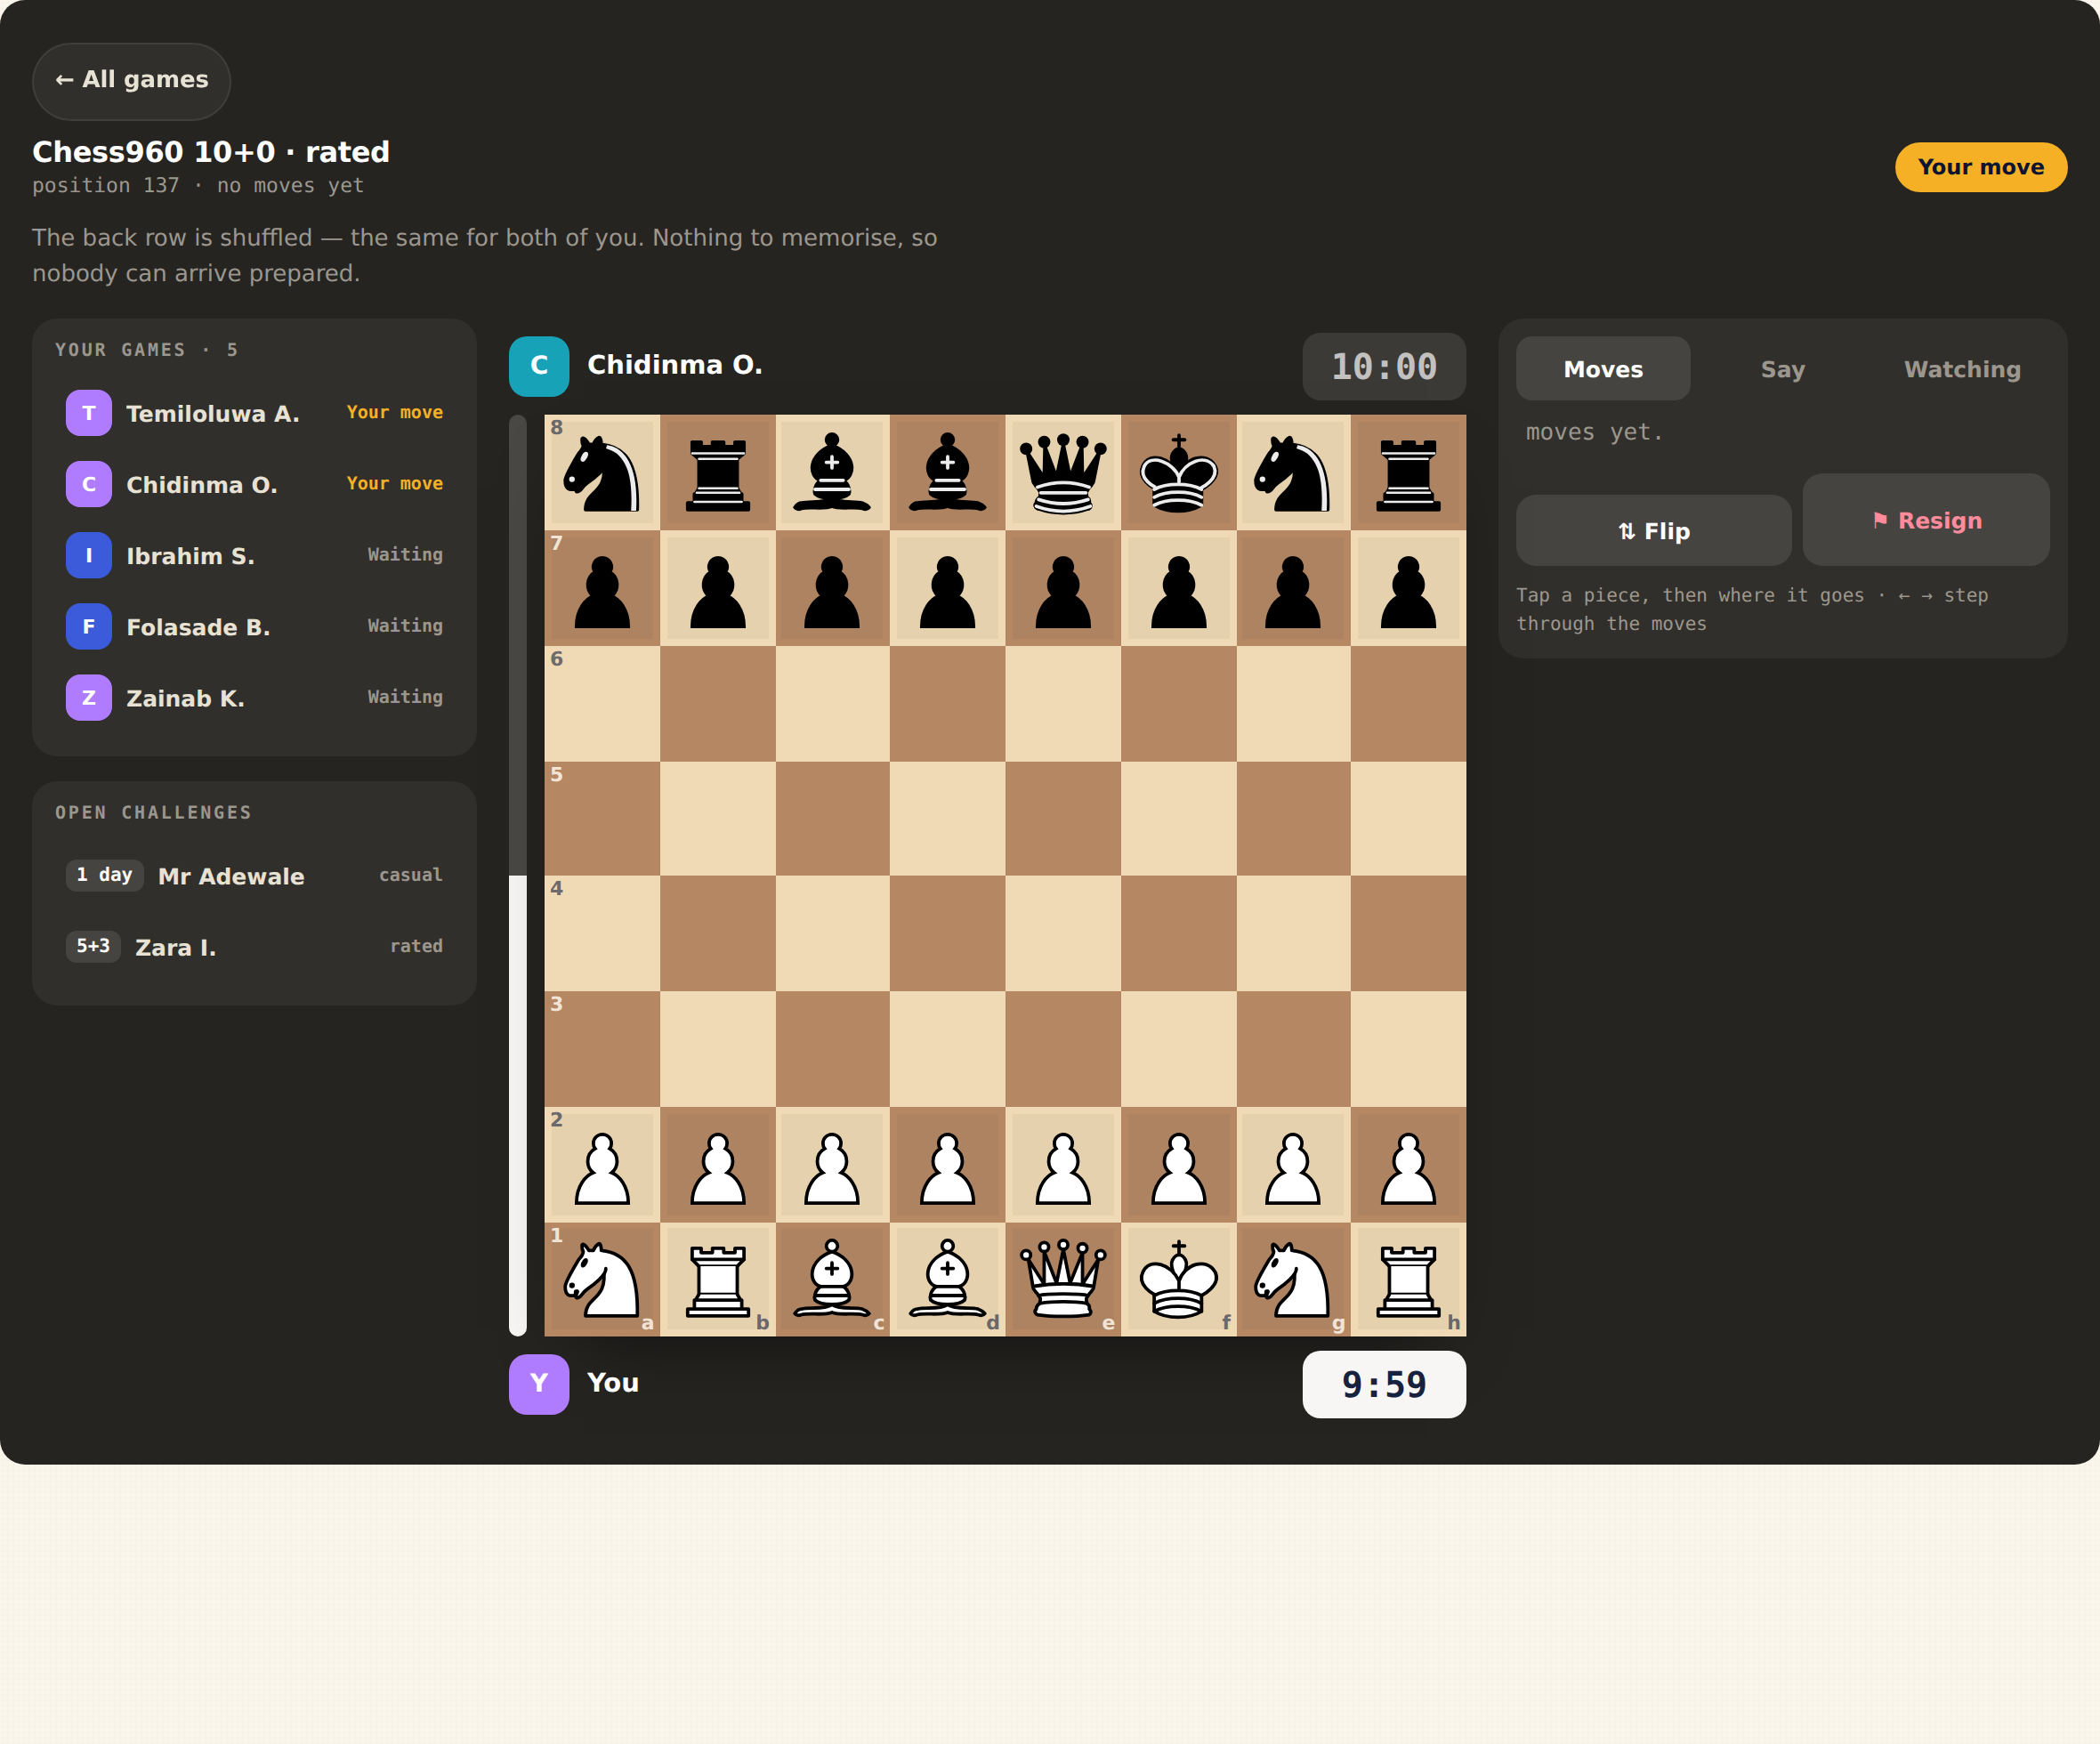 ← All games
Chess960 10+0 · rated
position 137 · no moves yet
Your move
The back row is shuffled — the same for both of you. Nothing to memorise, so
nobody can arrive prepared.
YOUR GAMES · 5
T Temiloluwa A. Your move
C Chidinma O. Your move
I Ibrahim S. Waiting
F Folasade B. Waiting
Z Zainab K. Waiting
OPEN CHALLENGES
1 day Mr Adewale casual
5+3 Zara I. rated
C Chidinma O. 10:00
8
7
6
5
4
3
2
1
a b c d e f g h
Y You 9:59
Moves Say Watching
moves yet.
⇅ Flip
⚑ Resign
Tap a piece, then where it goes · ← → step
through the moves